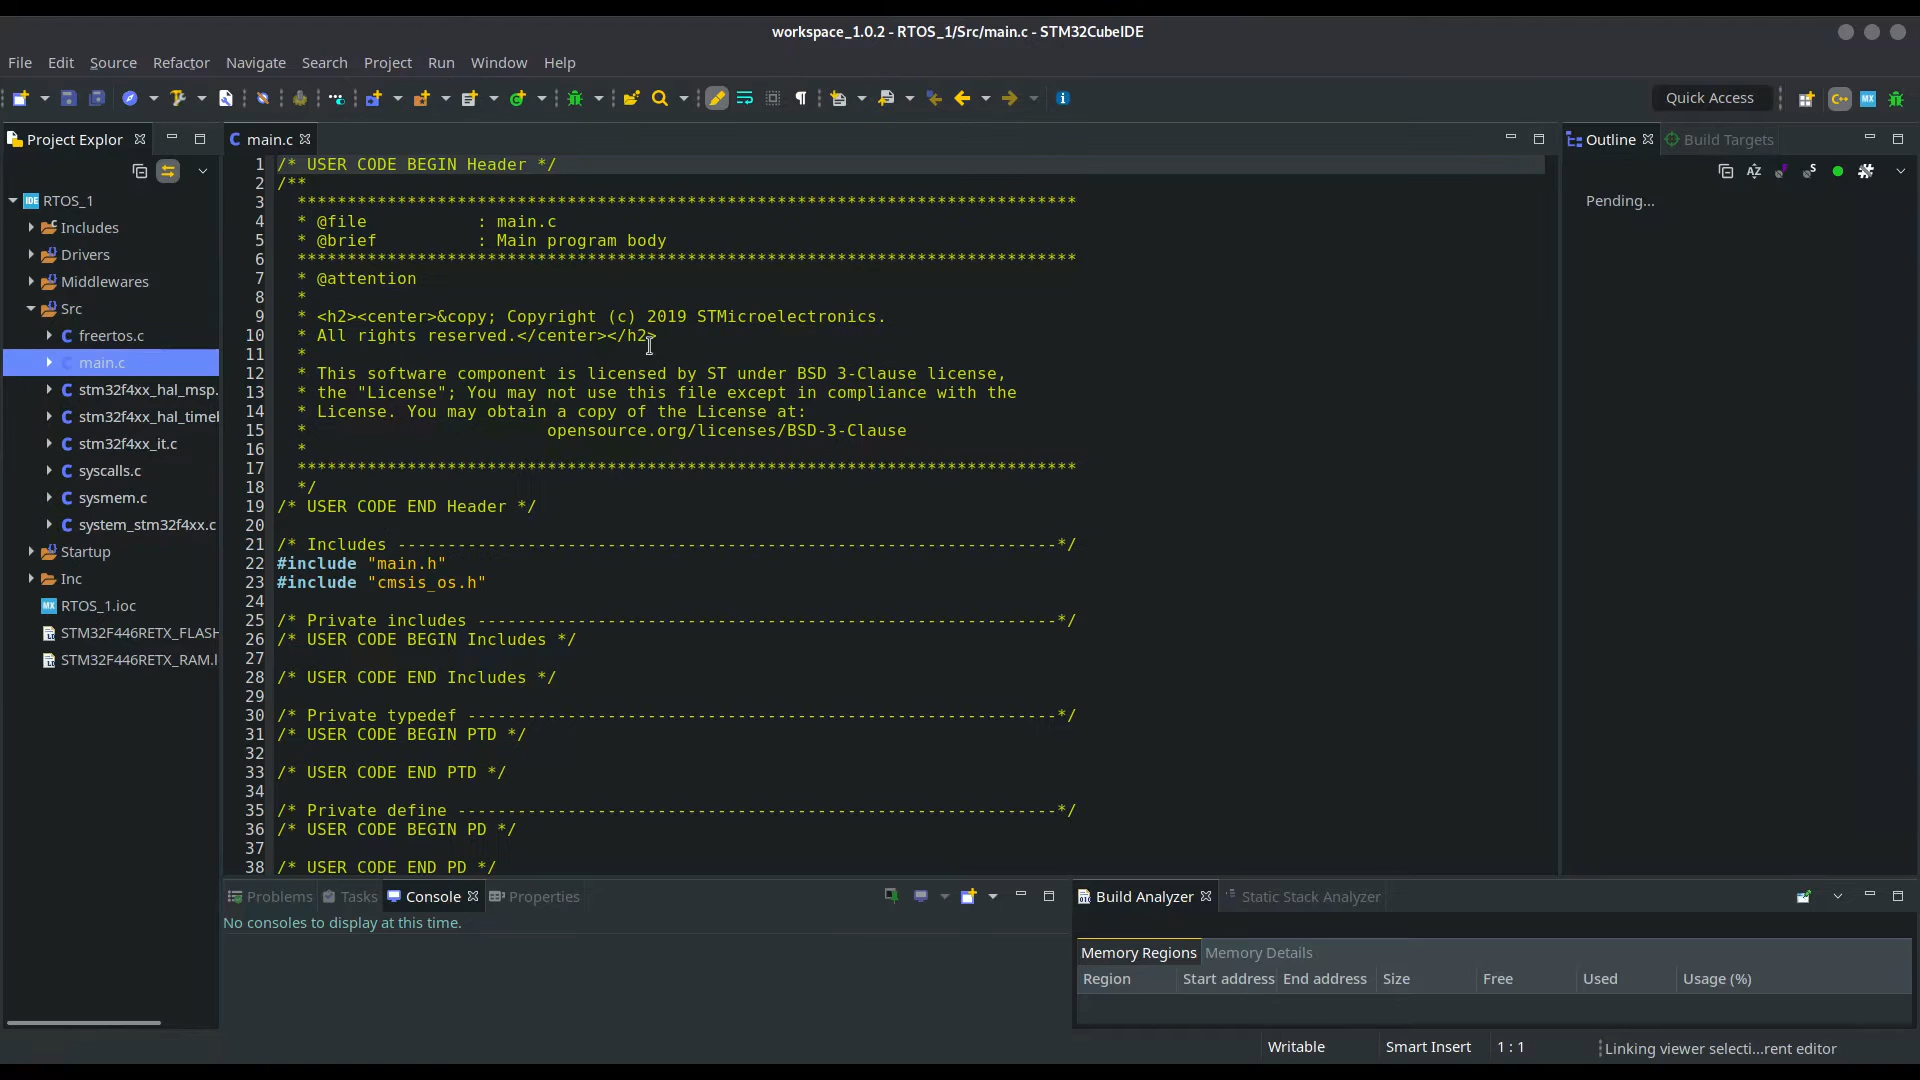 workspace_1.0.2 - RTOS_1/Src/main.c - STM32CubeIDE
File Edit Source Refactor Navigate Search Project Run Window Help
Quick Access
Project Explor
main.c
Outline
Build Targets
Pending...
RTOS_1
Includes
Drivers
Middlewares
Src
freertos.c
main.c
stm32f4xx_hal_msp.
stm32f4xx_hal_time
stm32f4xx_it.c
syscalls.c
sysmem.c
system_stm32f4xx.c
Startup
Inc
RTOS_1.ioc
STM32F446RETX_FLASH
STM32F446RETX_RAM.l
1 /* USER CODE BEGIN Header */
2 /**
3 ******************************************************************************
4 * @file : main.c
5 * @brief : Main program body
6 ******************************************************************************
7 * @attention
8 *
9 * <h2><center>&copy; Copyright (c) 2019 STMicroelectronics.
10 * All rights reserved.</center></h2>
11 *
12 * This software component is licensed by ST under BSD 3-Clause license,
13 * the "License"; You may not use this file except in compliance with the
14 * License. You may obtain a copy of the License at:
15 * opensource.org/licenses/BSD-3-Clause
16 *
17 ******************************************************************************
18 */
19 /* USER CODE END Header */
20
21 /* Includes ------------------------------------------------------------------*/
22 #include "main.h"
23 #include "cmsis_os.h"
24
25 /* Private includes ----------------------------------------------------------*/
26 /* USER CODE BEGIN Includes */
27
28 /* USER CODE END Includes */
29
30 /* Private typedef -----------------------------------------------------------*/
31 /* USER CODE BEGIN PTD */
32
33 /* USER CODE END PTD */
34
35 /* Private define ------------------------------------------------------------*/
36 /* USER CODE BEGIN PD */
37
38 /* USER CODE END PD */
Problems Tasks Console Properties
No consoles to display at this time.
Build Analyzer Static Stack Analyzer
Memory Regions Memory Details
Region Start address End address Size Free Used Usage (%)
Writable Smart Insert 1 : 1 Linking viewer selecti...rent editor